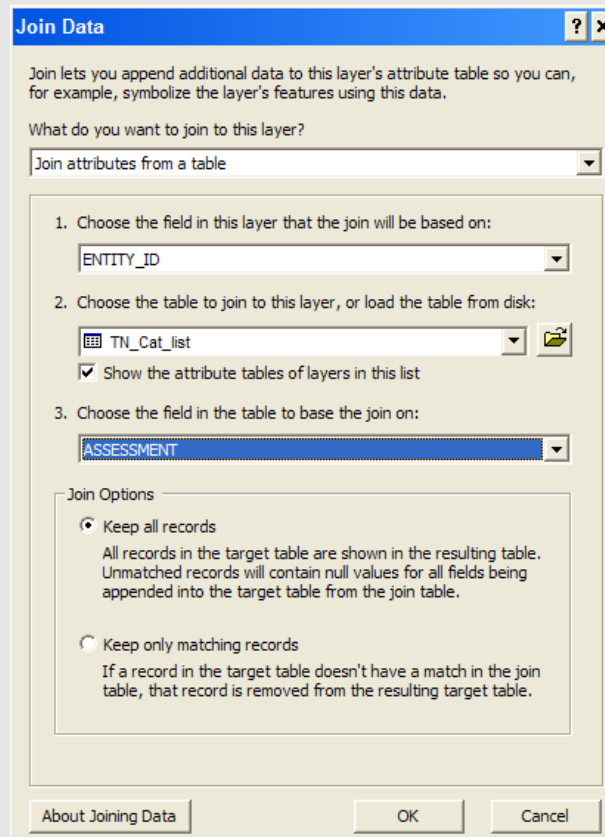 Join Data
Join lets you append additional data to this layer's attribute table so you can,
for example, symbolize the layer's features using this data.
What do you want to join to this layer?
Join attributes from a table
1. Choose the field in this layer that the join will be based on:
ENTITY_ID
2. Choose the table to join to this layer, or load the table from disk:
TN_Cat_list
Show the attribute tables of layers in this list
3. Choose the field in the table to base the join on:
ASSESSMENT
Join Options
Keep all records
All records in the target table are shown in the resulting table.
Unmatched records will contain null values for all fields being
appended into the target table from the join table.
Keep only matching records
If a record in the target table doesn't have a match in the join
table, that record is removed from the resulting target table.
About Joining Data OK Cancel